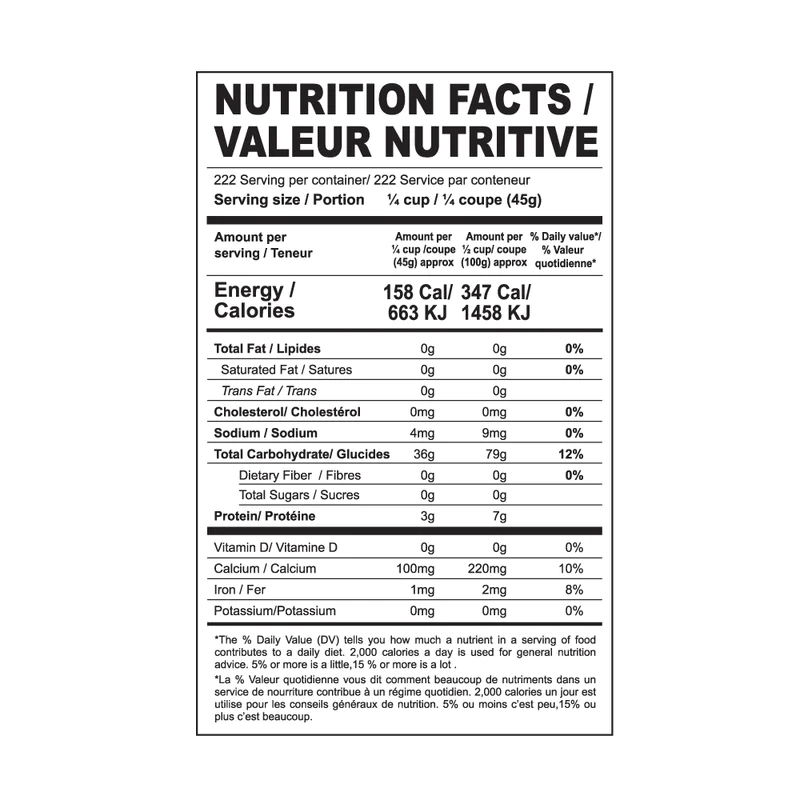 NUTRITION FACTS /
VALEUR NUTRITIVE
222 Serving per container/ 222 Service par conteneur
Serving size / Portion ¼ cup / ¼ coupe (45g)
Amount per serving / Teneur
Amount per ¼ cup /coupe (45g) approx
Amount per ½ cup/ coupe (100g) approx
% Daily value*/ % Valeur quotidienne*
Energy / Calories 158 Cal/ 663 KJ 347 Cal/ 1458 KJ
Total Fat / Lipides 0g 0g 0%
Saturated Fat / Satures 0g 0g 0%
Trans Fat / Trans 0g 0g
Cholesterol/ Cholestérol 0mg 0mg 0%
Sodium / Sodium 4mg 9mg 0%
Total Carbohydrate/ Glucides 36g 79g 12%
Dietary Fiber / Fibres 0g 0g 0%
Total Sugars / Sucres 0g 0g
Protein/ Protéine 3g 7g
Vitamin D/ Vitamine D 0g 0g 0%
Calcium / Calcium 100mg 220mg 10%
Iron / Fer 1mg 2mg 8%
Potassium/Potassium 0mg 0mg 0%
*The % Daily Value (DV) tells you how much a nutrient in a serving of food
contributes to a daily diet. 2,000 calories a day is used for general nutrition
advice. 5% or more is a little,15 % or more is a lot .
*La % Valeur quotidienne vous dit comment beaucoup de nutriments dans un
service de nourriture contribue à un régime quotidien. 2,000 calories un jour est
utilise pour les conseils généraux de nutrition. 5% ou moins c'est peu,15% ou
plus c'est beaucoup.